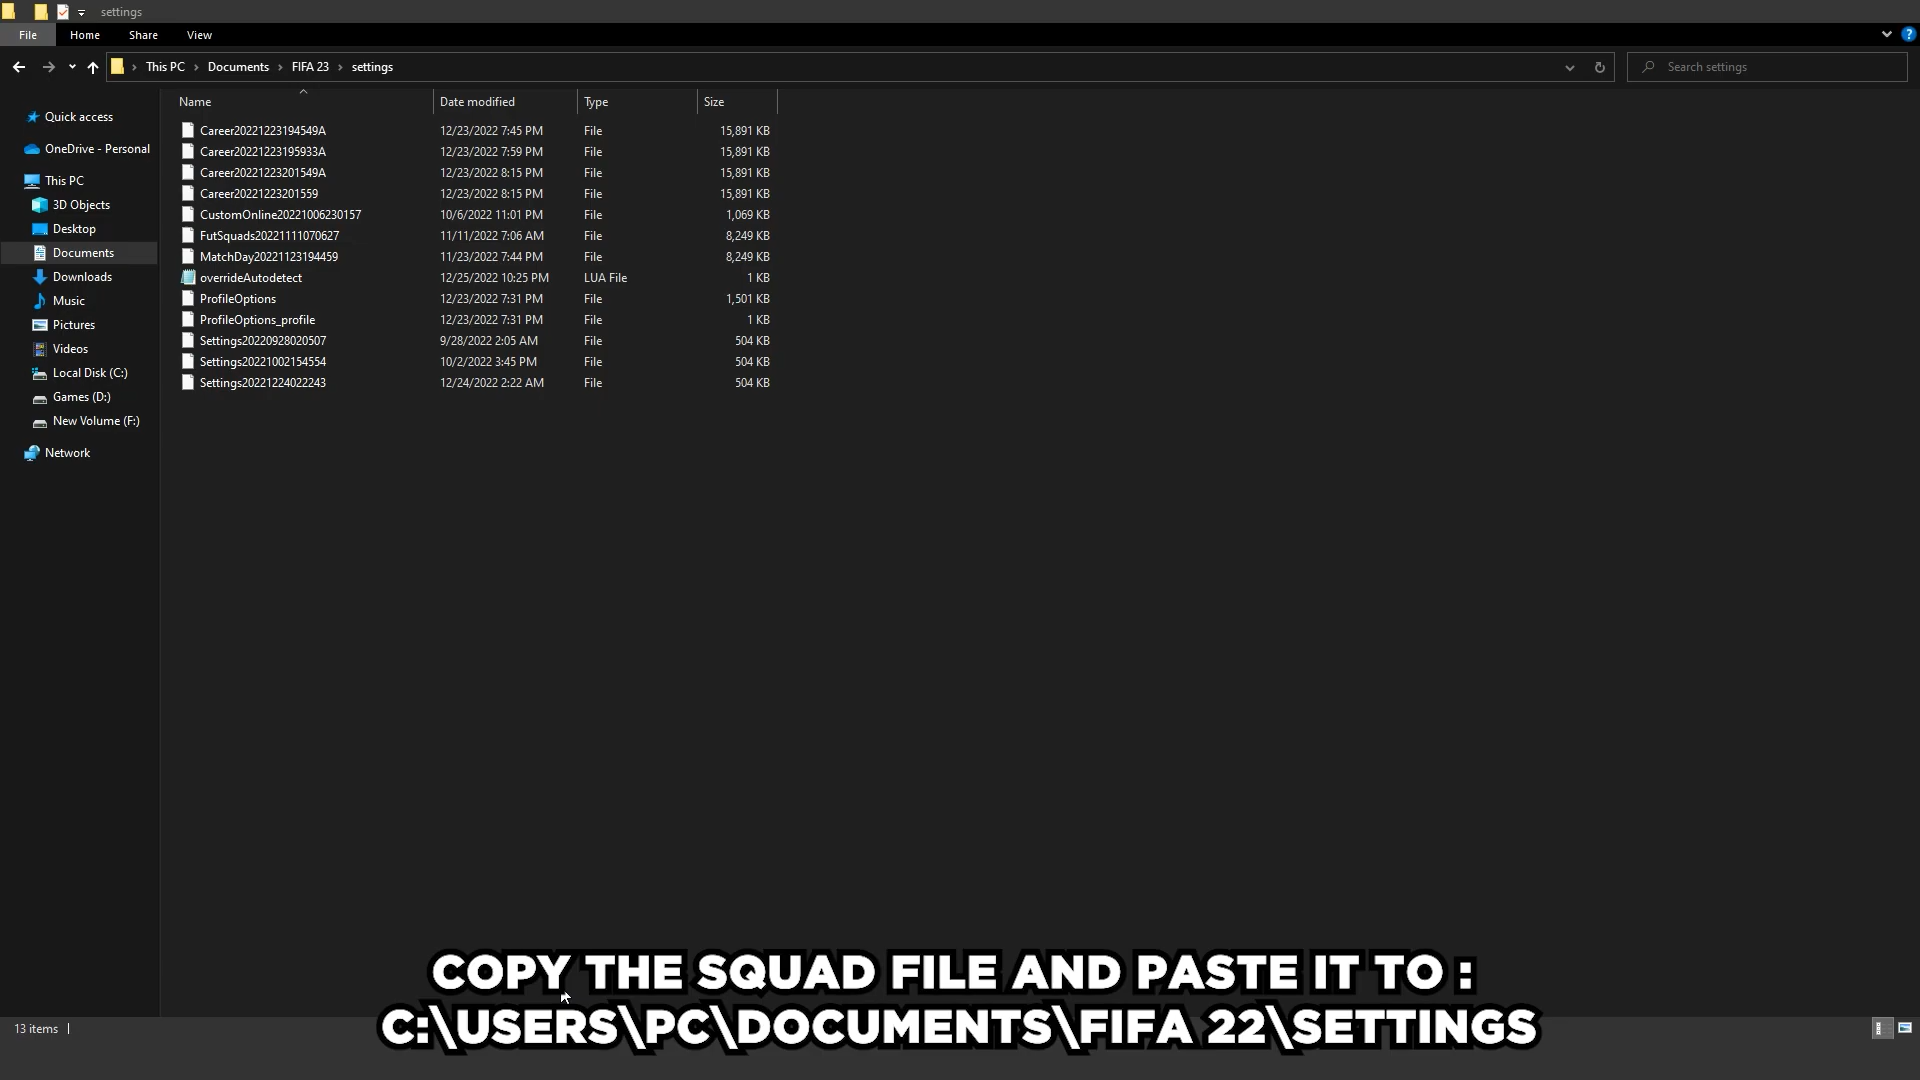 settings
File Home Share View
This PC Documents FIFA 23 settings
Search settings
Name Date modified Type Size
Quick access
OneDrive - Personal
This PC
3D Objects
Desktop
Documents
Downloads
Music
Pictures
Videos
Local Disk (C:)
Games (D:)
New Volume (F:)
Network
Career20221223194549A 12/23/2022 7:45 PM File 15,891 KB
Career20221223195933A 12/23/2022 7:59 PM File 15,891 KB
Career20221223201549A 12/23/2022 8:15 PM File 15,891 KB
Career20221223201559 12/23/2022 8:15 PM File 15,891 KB
CustomOnline20221006230157 10/6/2022 11:01 PM File 1,069 KB
FutSquads20221111070627 11/11/2022 7:06 AM File 8,249 KB
MatchDay20221123194459 11/23/2022 7:44 PM File 8,249 KB
overrideAutodetect 12/25/2022 10:25 PM LUA File 1 KB
ProfileOptions 12/23/2022 7:31 PM File 1,501 KB
ProfileOptions_profile 12/23/2022 7:31 PM File 1 KB
Settings20220928020507 9/28/2022 2:05 AM File 504 KB
Settings20221002154554 10/2/2022 3:45 PM File 504 KB
Settings20221224022243 12/24/2022 2:22 AM File 504 KB
COPY THE SQUAD FILE AND PASTE IT TO :
C:\USERS\PC\DOCUMENTS\FIFA 22\SETTINGS
13 items